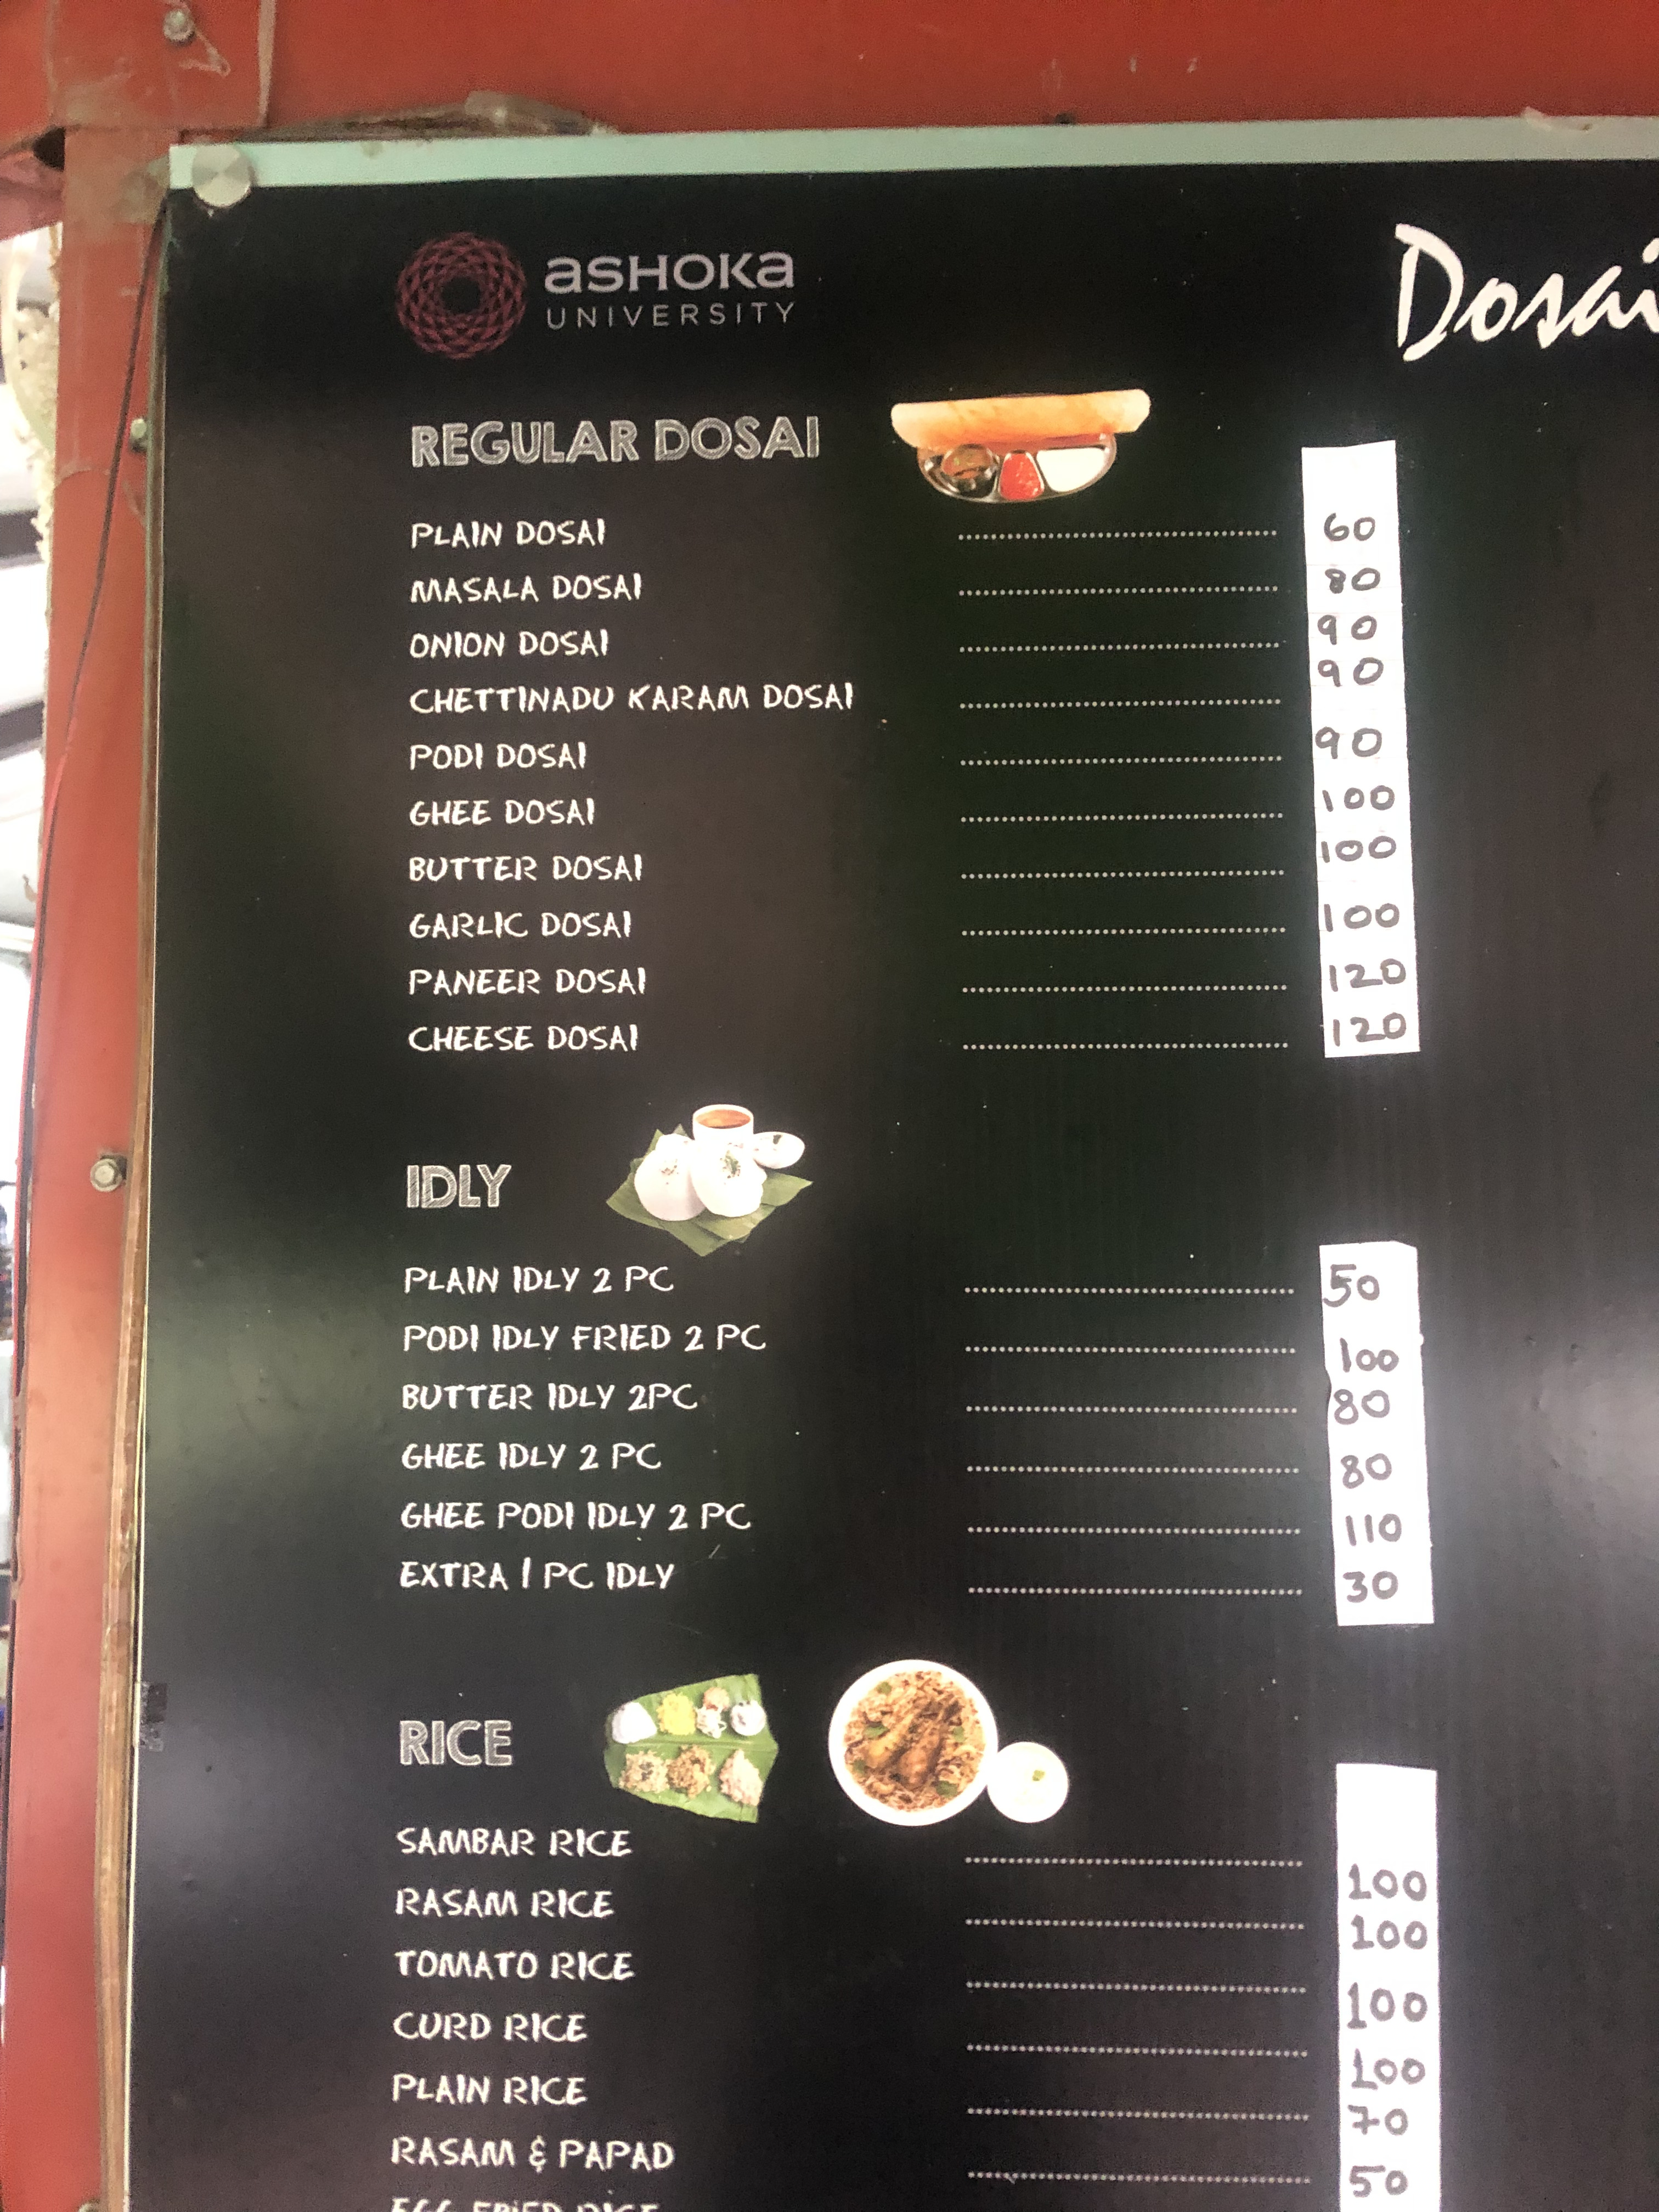 ASHOKA
UNIVERSITY
Dosai
REGULAR DOSAI
PLAIN DOSAI 60
MASALA DOSAI 80
ONION DOSAI 90
CHETTINADU KARAM DOSAI 90
PODI DOSAI 90
GHEE DOSAI 100
BUTTER DOSAI 100
GARLIC DOSAI 100
PANEER DOSAI 120
CHEESE DOSAI 120
IDLY
PLAIN IDLY 2 PC 50
PODI IDLY FRIED 2 PC 100
BUTTER IDLY 2PC 80
GHEE IDLY 2 PC 80
GHEE PODI IDLY 2 PC 110
EXTRA 1 PC IDLY 30
RICE
SAMBAR RICE 100
RASAM RICE 100
TOMATO RICE 100
CURD RICE 100
PLAIN RICE 70
RASAM & PAPAD 50
EGG FRIED RICE